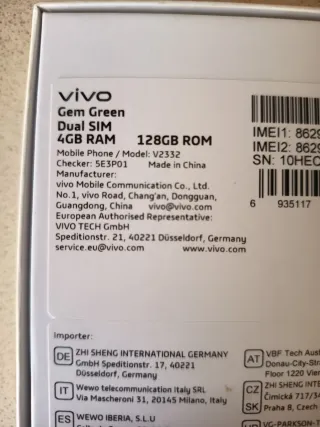 vivo
Gem Green
Dual SIM
4GB RAM 128GB ROM
Mobile Phone / Model: V2332
Checker: 5E3P01 Made in China
Manufacturer:
vivo Mobile Communication Co., Ltd.
No.1, vivo Road, Chang'an, Dongguan,
Guangdong, China vivo@vivo.com
European Authorised Representative:
VIVO TECH GmbH
Speditionstr. 21, 40221 Düsseldorf, Germany
service.eu@vivo.com www.vivo.com
IMEI1: 8629
IMEI2: 8629
SN: 10HEC
6 935117
Importer:
DE ZHI SHENG INTERNATIONAL GERMANY
GmbH Speditionstr. 17, 40221
Düsseldorf, Germany
IT Wewo telecommunication Italy SRL
Via Mascheroni 31, 20145 Milano, Italy
ES WEWO IBERIA, S.L.U
AT VBF Tech Aust
Donau-City-Stra
Floor 1220 Vien
CZ ZHI SHENG
Čimická 717/34
SK Praha 8, Czech
VG-PARKSON-